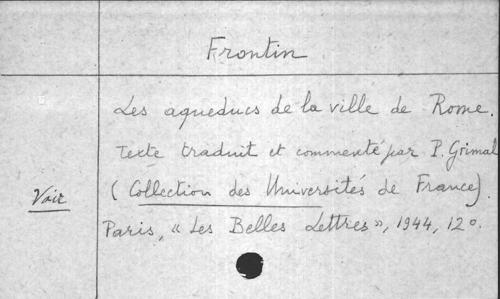 Frontin
Les aqueducs de la ville de Rome.
Texte traduit et commenté par P. Grimal
(Collection des Universités de France).
Voir
Paris, « Les Belles Lettres », 1944, 12°.